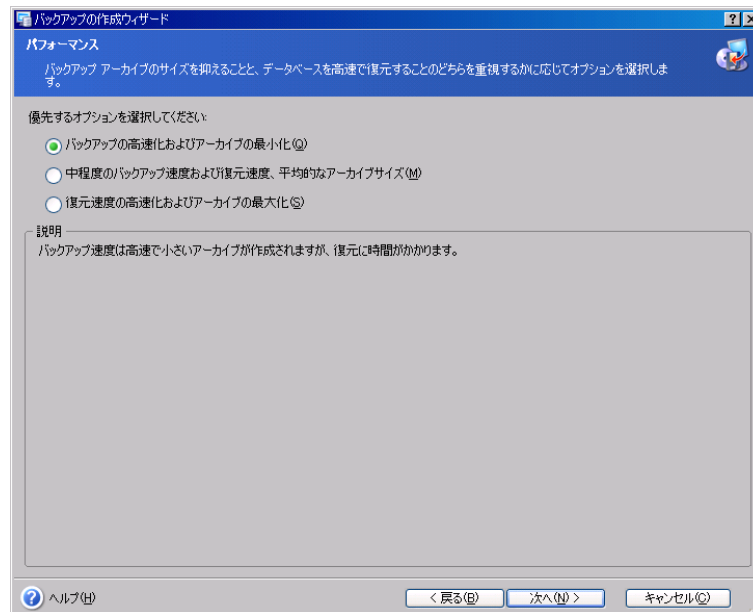 バックアップの作成ウィザード
パフォーマンス
バックアップ アーカイブのサイズを抑えることと、データベースを高速で復元することのどちらを重視するかに応じてオプションを選択しま
す。
優先するオプションを選択してください:
バックアップの高速化およびアーカイブの最小化(Q)
中程度のバックアップ速度および復元速度、平均的なアーカイブサイズ(M)
復元速度の高速化およびアーカイブの最大化(S)
説明
バックアップ速度は高速で小さいアーカイブが作成されますが、復元に時間がかかります。
ヘルプ(H)
< 戻る(B)
次へ(N) >
キャンセル(C)